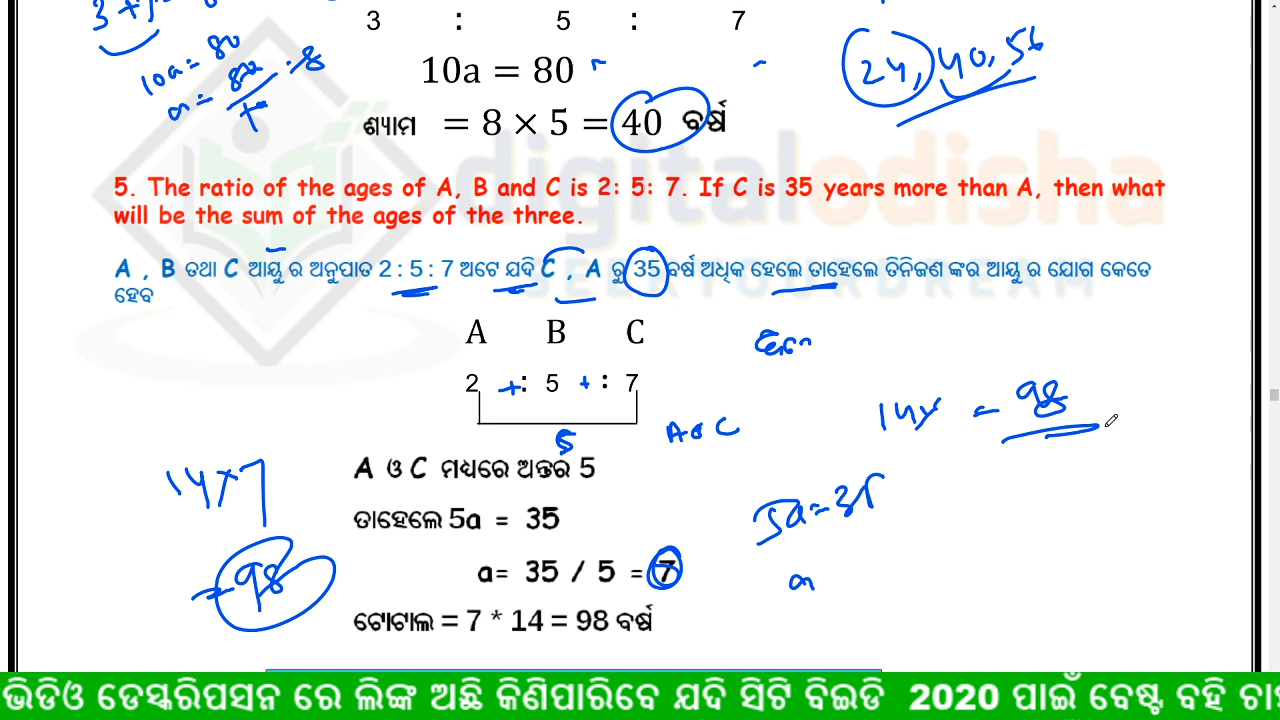 3 : 5 : 7
10a = 80
10a = 80
24, 40, 56
ଶ୍ୟାମ = 8 × 5 = 40 ବର୍ଷ
digitalodisha
5. The ratio of the ages of A, B and C is 2: 5: 7. If C is 35 years more than A, then what
will be the sum of the ages of the three.
A , B ତଥା C ଆୟୁ ର ଅନୁପାତ 2 : 5 : 7 ଅଟେ ଯଦି C , A ରୁ 35 ବର୍ଷ ଅଧିକ ହେଲେ ତାହେଲେ ତିନିଜଣ ଙ୍କର ଆୟୁ ର ଯୋଗ କେତେ
ହେବ
A B C
2 + : 5 + : 7
5
A & C
14x = 98
A ଓ C ମଧ୍ୟରେ ଅନ୍ତର 5
14 × 7
ତାହେଲେ 5a = 35
5a = 35
a= 35 / 5 = 7
= 98
a
ଟୋଟାଲ = 7 * 14 = 98 ବର୍ଷ
ଭିଡିଓ ଡେସ୍କରିପସନ ରେ ଲିଙ୍କ ଅଛି କିଣିପାରିବେ ଯଦି ସିଟି ବିଇଡି 2020 ପାଇଁ ବେଷ୍ଟ ବହି